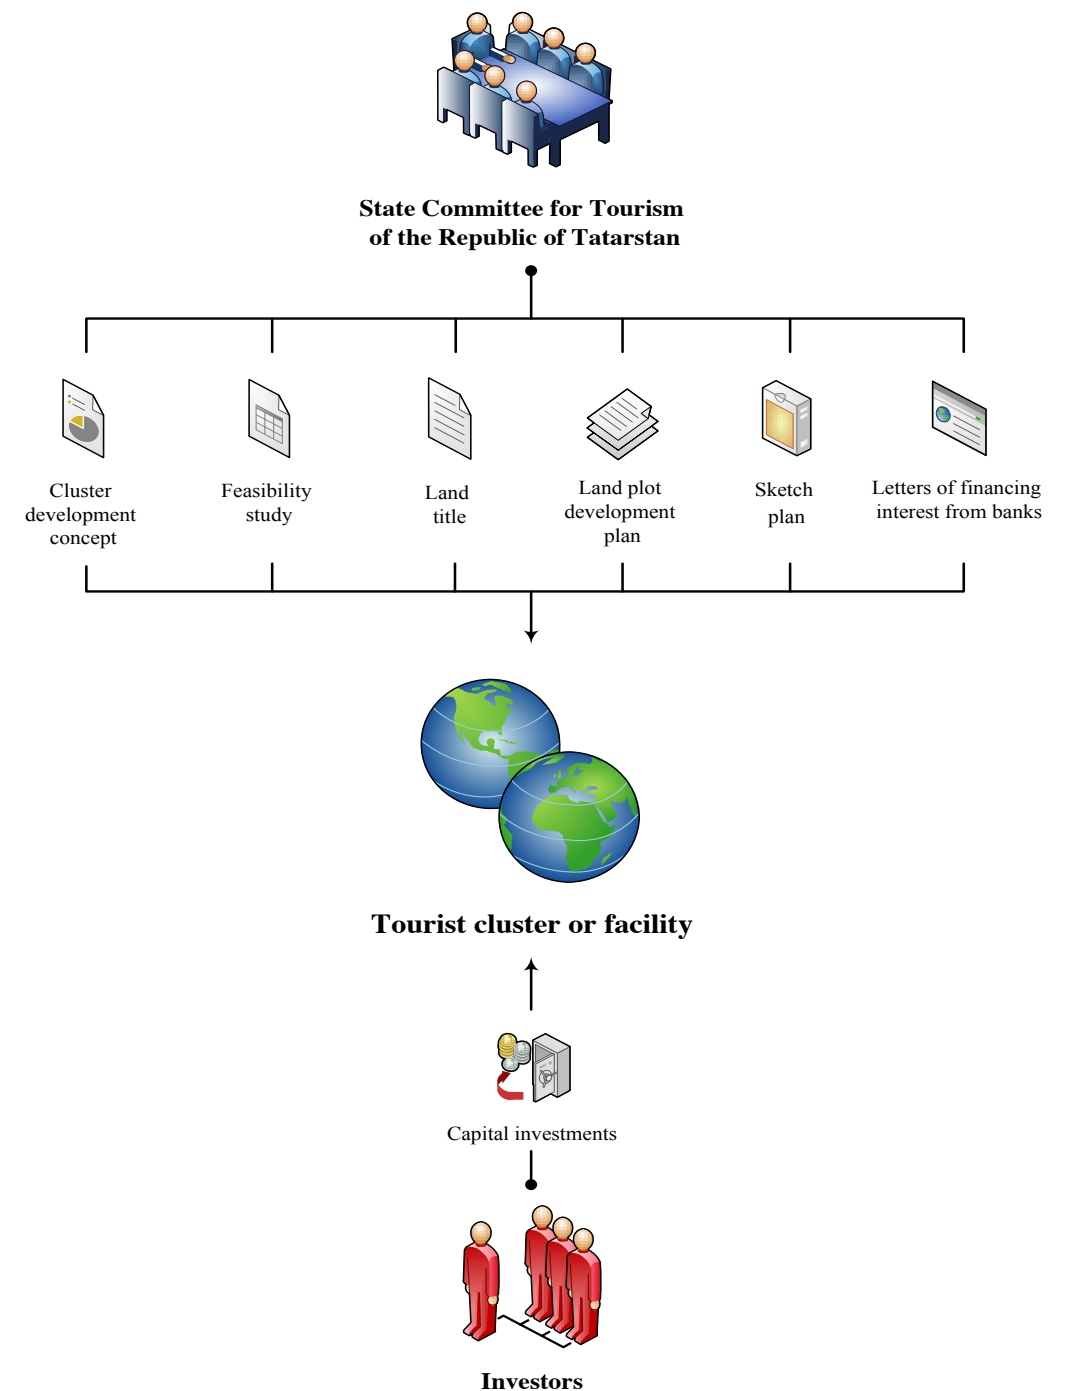 State Committee for Tourism
of the Republic of Tatarstan
Cluster
development
concept
Feasibility
study
Land
title
Land plot
development
plan
Sketch
plan
Letters of financing
interest from banks
Tourist cluster or facility
Capital investments
Investors